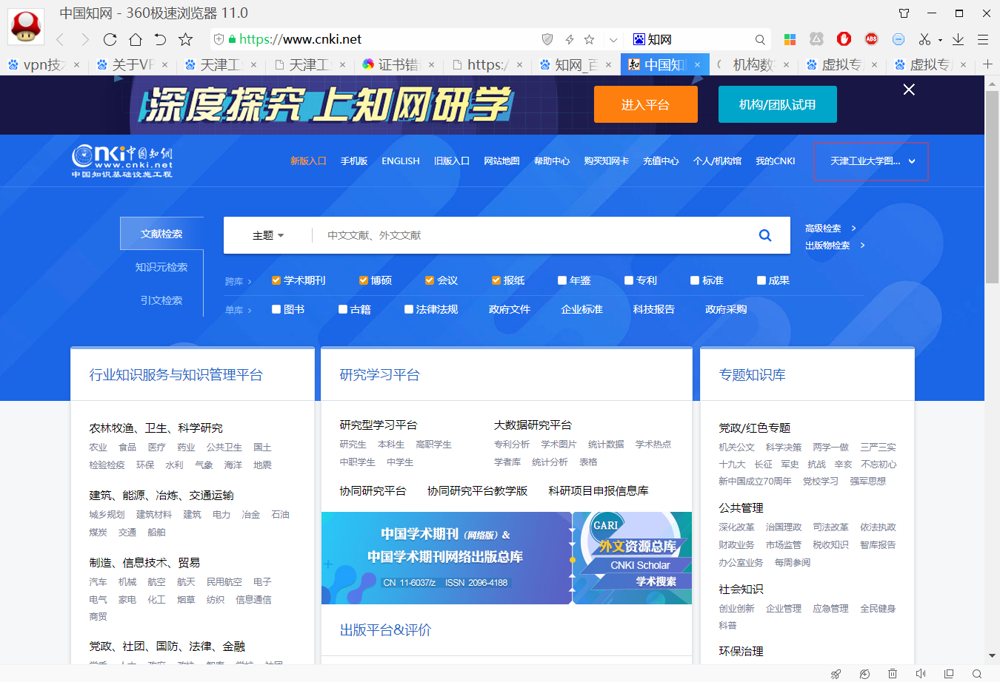 中国知网 - 360极速浏览器 11.0
https://www.cnki.net
知网
ABS
vpn技
关于VP
天津工
天津工
证书错
https:/
知网_百
中国知
机构数
虚拟专
虚拟专
深度探究 上知网研学
进入平台
机构/团队试用
Cnki中国知網
www.cnki.net
中国知识基础设施工程
新版入口 手机版 ENGLISH 旧版入口 网站地图 帮助中心 购买知网卡 充值中心 个人/机构馆 我的CNKI
天津工业大学图...
文献检索
知识元检索
引文检索
主题
中文文献、外文文献
高级检索 >
出版物检索 >
跨库 > 学术期刊 博硕 会议 报纸 年鉴 专利 标准 成果
单库 > 图书 古籍 法律法规 政府文件 企业标准 科技报告 政府采购
行业知识服务与知识管理平台
农林牧渔、卫生、科学研究
农业 食品 医疗 药业 公共卫生 国土
检验检疫 环保 水利 气象 海洋 地震
建筑、能源、冶炼、交通运输
城乡规划 建筑材料 建筑 电力 冶金 石油
煤炭 交通 船舶
制造、信息技术、贸易
汽车 机械 航空 航天 民用航空 电子
电气 家电 化工 烟草 纺织 信息通信
商贸
党政、社团、国防、法律、金融
研究学习平台
研究型学习平台
研究生 本科生 高职学生
中职学生 中学生
大数据研究平台
专利分析 学术图片 统计数据 学术热点
学者库 统计分析 表格
协同研究平台 协同研究平台教学版 科研项目申报信息库
中国学术期刊（网络版）&
中国学术期刊网络出版总库
CN 11-6037/z ISSN 2096-4188
GARI
外文资源总库
CNKI Scholar
学术搜索
出版平台&评价
专题知识库
党政/红色专题
机关公文 科学决策 两学一做 三严三实
十九大 长征 军史 抗战 辛亥 不忘初心
新中国成立70周年 党校学习 强军思想
公共管理
深化改革 治国理政 司法改革 依法执政
财政业务 市场监管 税收知识 智库报告
办公室业务 每周参阅
社会知识
创业创新 企业管理 应急管理 全民健身
科普
环保治理